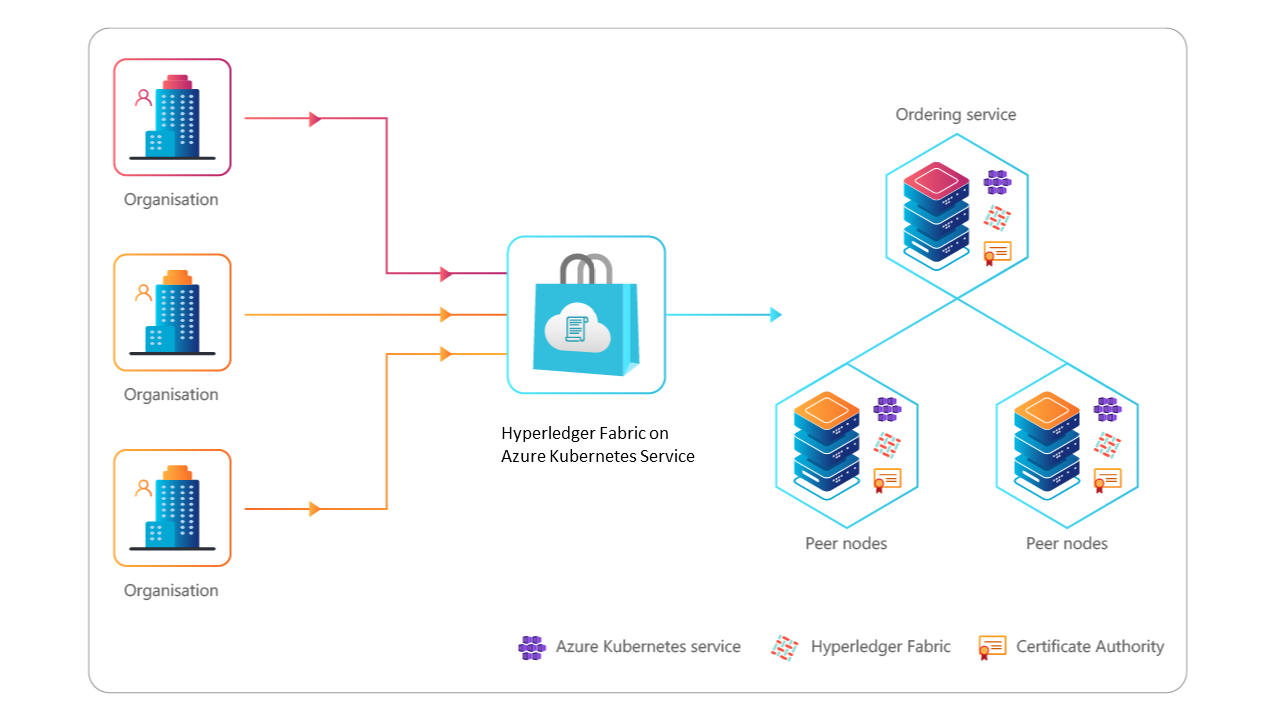 Organisation
Organisation
Organisation
Hyperledger Fabric on
Azure Kubernetes Service
Ordering service
Peer nodes
Peer nodes
Azure Kubernetes service
Hyperledger Fabric
Certificate Authority